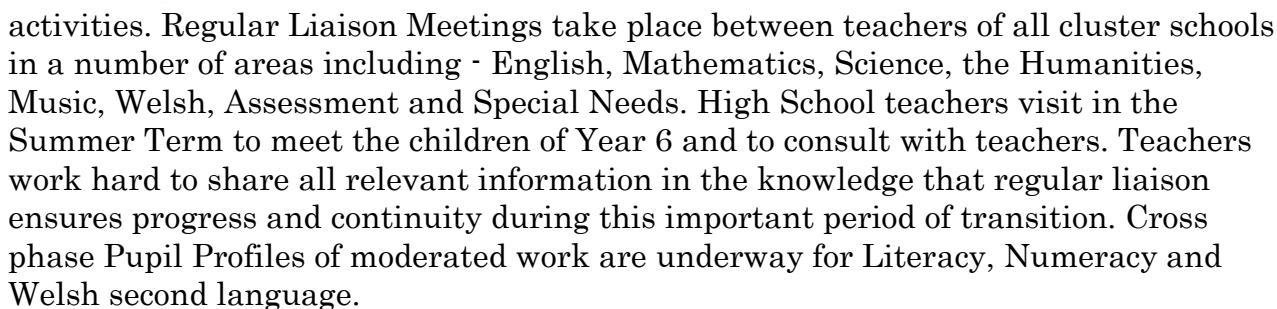 activities. Regular Liaison Meetings take place between teachers of all cluster schools
in a number of areas including - English, Mathematics, Science, the Humanities,
Music, Welsh, Assessment and Special Needs. High School teachers visit in the
Summer Term to meet the children of Year 6 and to consult with teachers. Teachers
work hard to share all relevant information in the knowledge that regular liaison
ensures progress and continuity during this important period of transition. Cross
phase Pupil Profiles of moderated work are underway for Literacy, Numeracy and
Welsh second language.